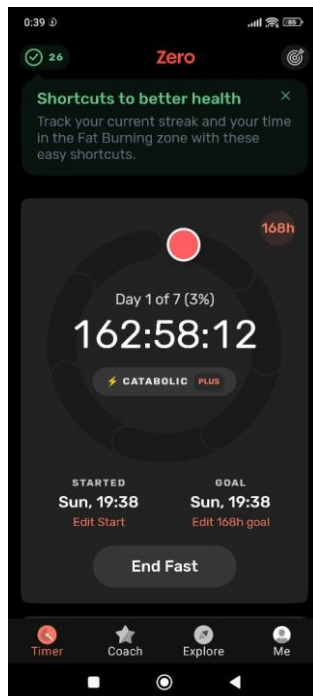 0:39
85
26
Zero
Shortcuts to better health
Track your current streak and your time
in the Fat Burning zone with these
easy shortcuts.
168h
Day 1 of 7 (3%)
162:58:12
CATABOLIC PLUS
STARTED GOAL
Sun, 19:38 Sun, 19:38
Edit Start Edit 168h goal
End Fast
Timer Coach Explore Me